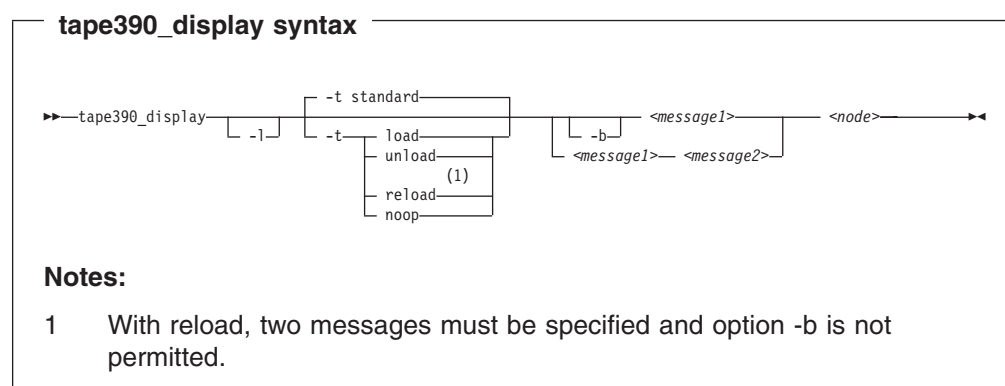 tape390_display syntax
-t standard
tape390_display -l -t load -b <message1> <node>
unload <message1> <message2>
(1)
reload
noop
Notes:
1 With reload, two messages must be specified and option -b is not
permitted.